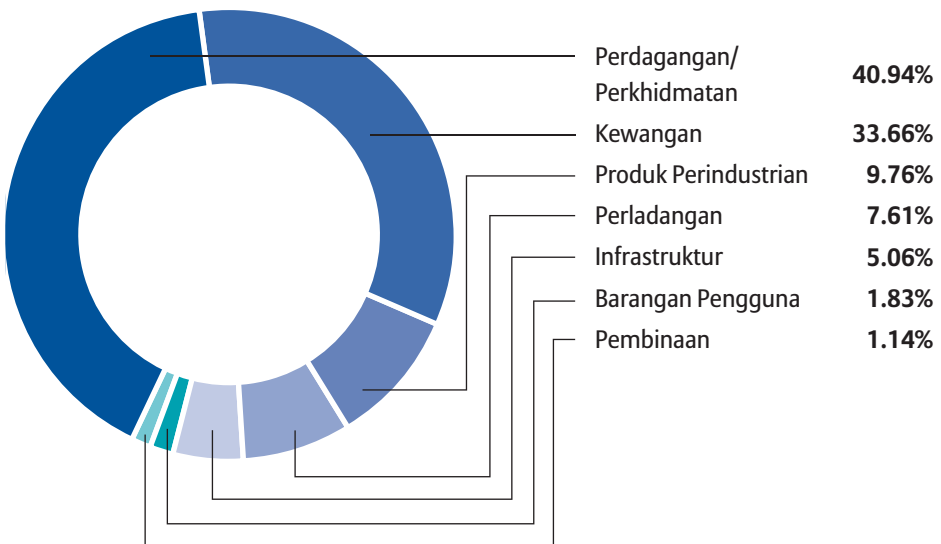 Perdagangan/
Perkhidmatan 40.94%
Kewangan 33.66%
Produk Perindustrian 9.76%
Perladangan 7.61%
Infrastruktur 5.06%
Barangan Pengguna 1.83%
Pembinaan 1.14%